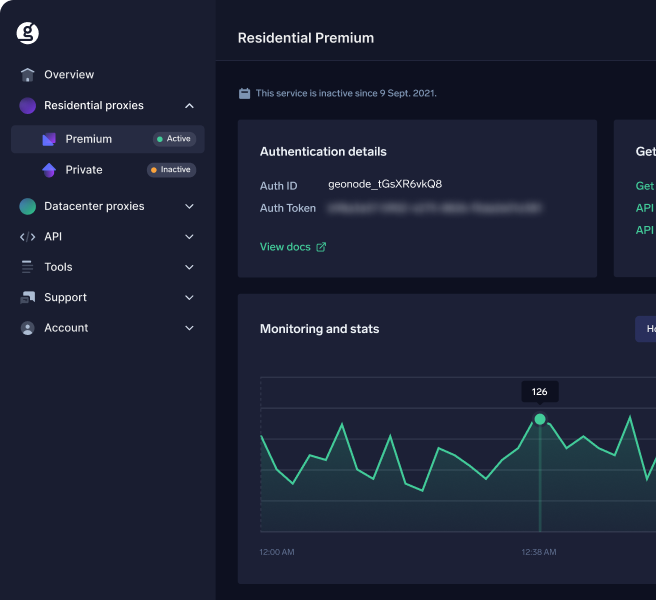 Overview
Residential proxies
Premium
Active
Private
Inactive
Datacenter proxies
API
Tools
Support
Account
Residential Premium
This service is inactive since 9 Sept. 2021.
Authentication details
Auth ID geonode_tGsXR6vkQ8
Auth Token
View docs
Get
Get
API
API
Monitoring and stats
126
12:00 AM
12:38 AM